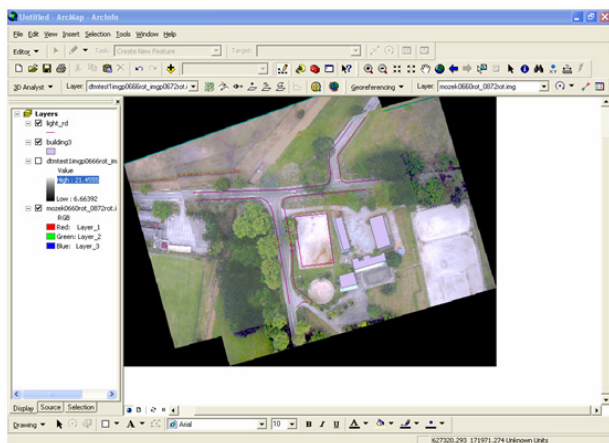 Untitled - ArcMap - ArcInfo
File Edit View Insert Selection Tools Window Help
Editor Task: Create New Feature Target:
3D Analyst Layer: dtmtest1imgp0666rot_imgp0672rot.i Georeferencing Layer: mozek0660rot_0872rot.img
Layers
light_rd
building3
dtmtest1imgp0666rot_im
Value
High : 21.4555
Low : 6.66392
mozek0660rot_0872rot.i
RGB
Red: Layer_1
Green: Layer_2
Blue: Layer_3
Display Source Selection
Drawing A Arial 10 B I U A
627320.293 171971.274 Unknown Units